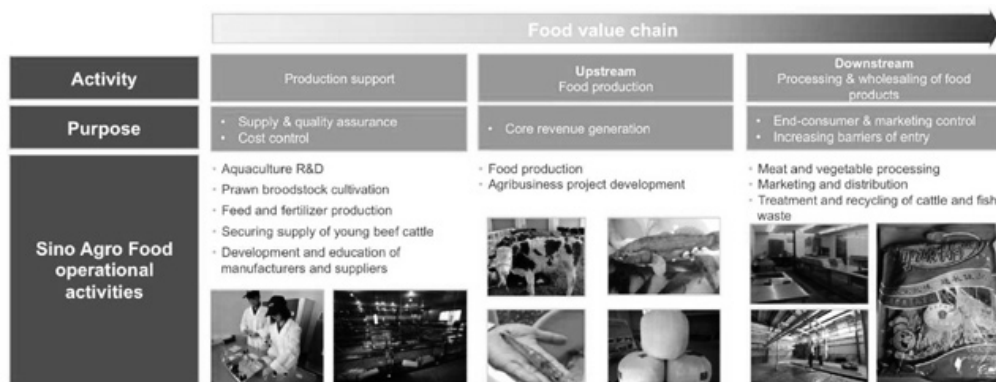 Food value chain
Activity
Production support
Upstream
Food production
Downstream
Processing & wholesaling of food
products
Purpose
• Supply & quality assurance
• Cost control
• Core revenue generation
• End-consumer & marketing control
• Increasing barriers of entry
Sino Agro Food
operational
activities
• Aquaculture R&D
• Prawn broodstock cultivation
• Feed and fertilizer production
• Securing supply of young beef cattle
• Development and education of
manufacturers and suppliers
• Food production
• Agribusiness project development
• Meat and vegetable processing
• Marketing and distribution
• Treatment and recycling of cattle and fish
waste